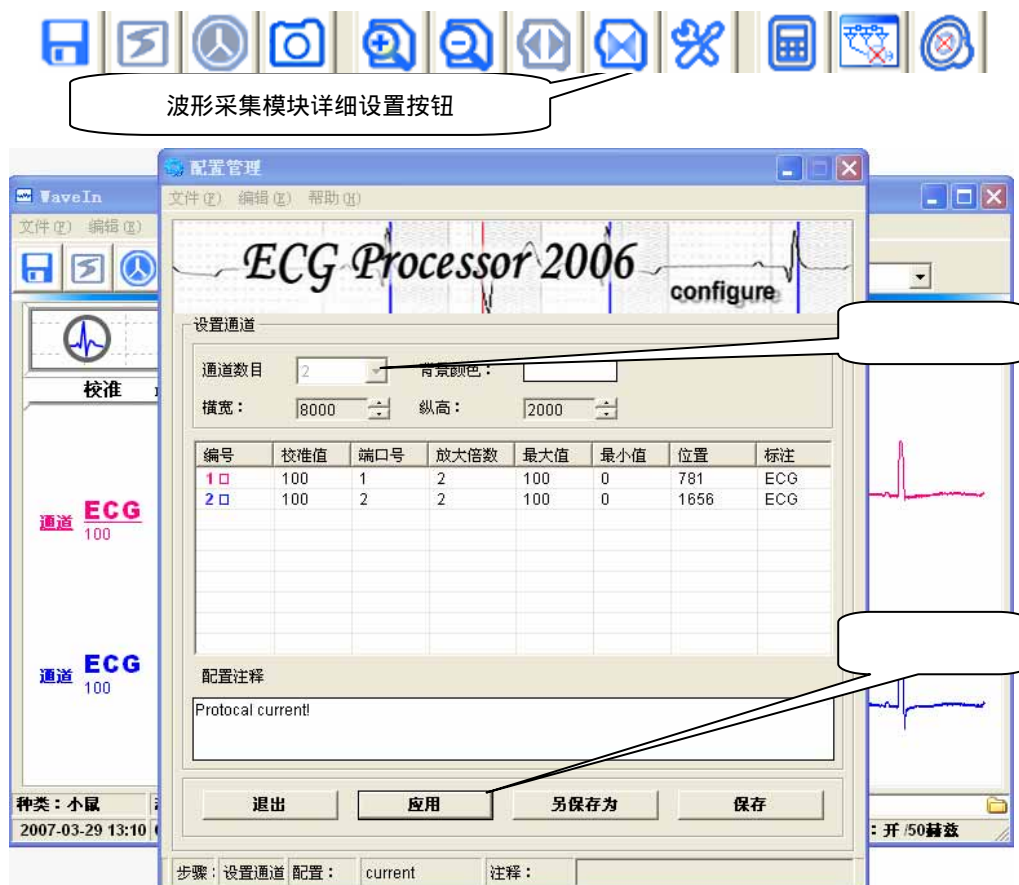 波形采集模块详细设置按钮
配置管理
文件(F) 编辑(E) 帮助(H)
WaveIn
文件(F) 编辑(E)
ECG Processor 2006
configure
设置通道
通道数目 2 背景颜色：
横宽： 8000 纵高： 2000
校准
编号 校准值 端口号 放大倍数 最大值 最小值 位置 标注
1 100 1 2 100 0 781 ECG
2 100 2 2 100 0 1656 ECG
通道 ECG
100
通道 ECG
100
配置注释
Protocal current!
退出 应用 另保存为 保存
种类：小鼠
2007-03-29 13:10
：开 /50赫兹
步骤： 设置通道 配置： current 注释：